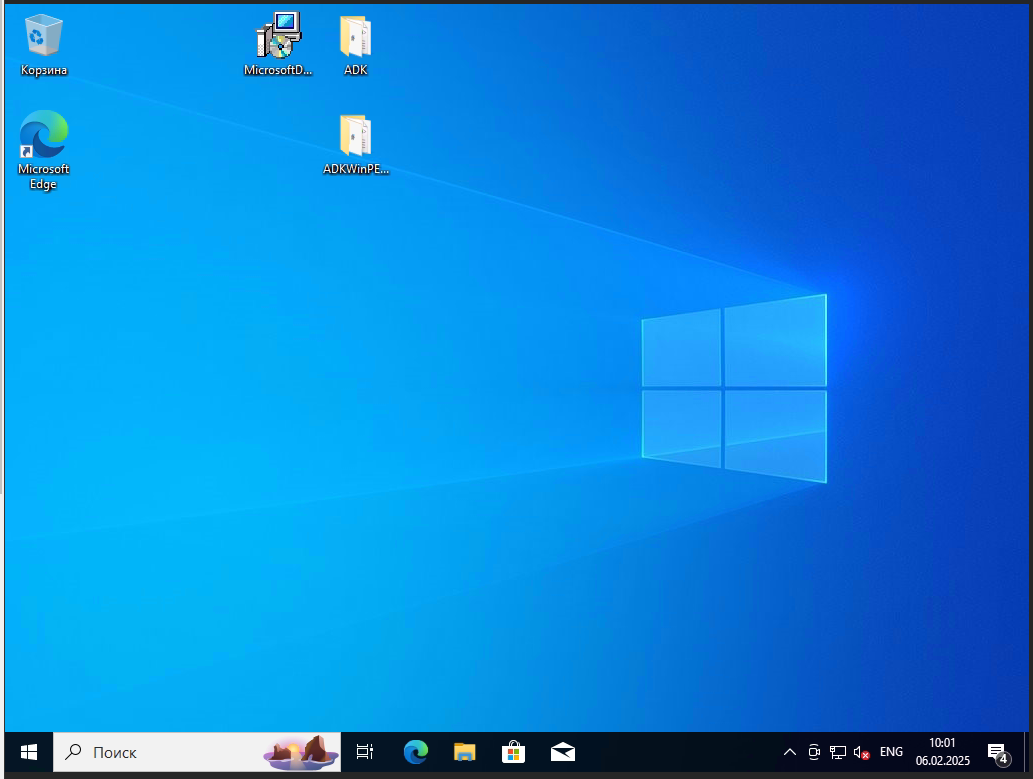 Корзина
MicrosoftD...
ADK
Microsoft
Edge
ADKWinPE...
Поиск
ENG
10:01
06.02.2025
4